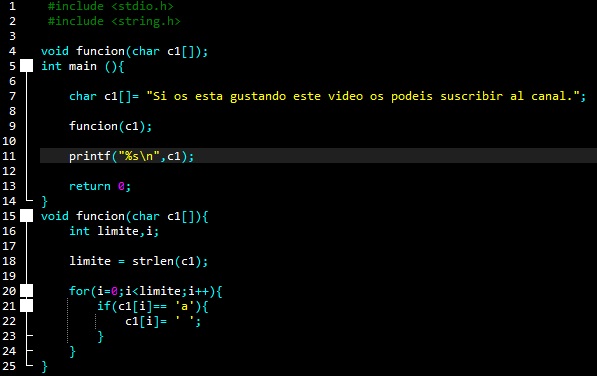 1 #include <stdio.h>
2 #include <string.h>
3
4 void funcion(char c1[]);
5 int main (){
6
7 char c1[]= "Si os esta gustando este video os podeis suscribir al canal.";
8
9 funcion(c1);
10
11 printf("%s\n",c1);
12
13 return 0;
14 }
15 void funcion(char c1[]){
16 int limite,i;
17
18 limite = strlen(c1);
19
20 for(i=0;i<limite;i++){
21 if(c1[i]== 'a'){
22 c1[i]= ' ';
23 }
24 }
25 }